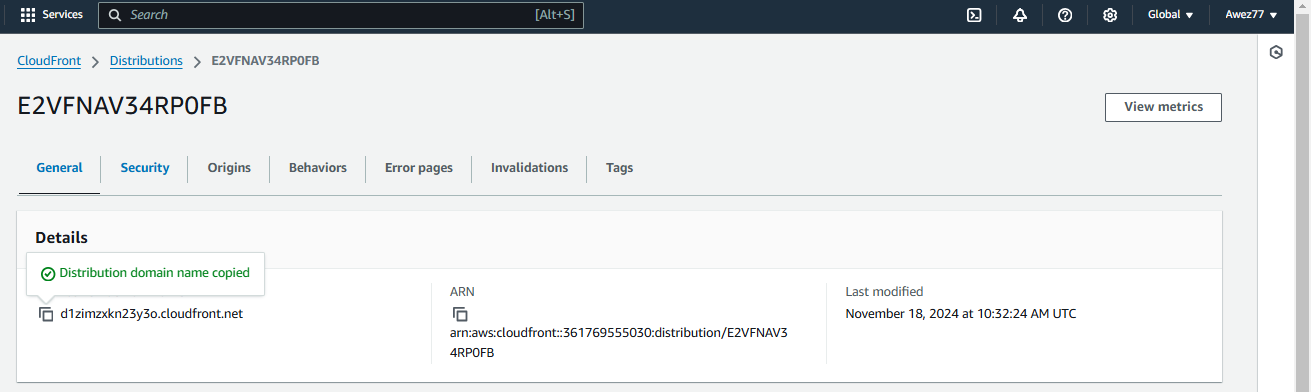 Services
Search
[Alt+S]
Global
Awez77
CloudFront
Distributions
E2VFNAV34RP0FB
E2VFNAV34RP0FB
View metrics
General
Security
Origins
Behaviors
Error pages
Invalidations
Tags
Details
Distribution domain name copied
d1zimzxkn23y3o.cloudfront.net
ARN
arn:aws:cloudfront::361769555030:distribution/E2VFNAV3
4RP0FB
Last modified
November 18, 2024 at 10:32:24 AM UTC